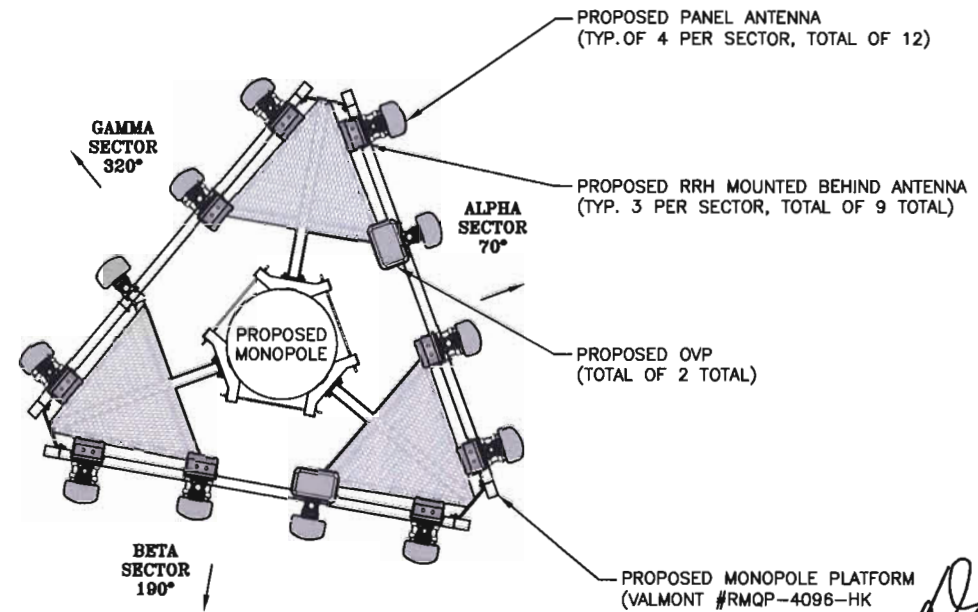 PROPOSED PANEL ANTENNA
(TYP. OF 4 PER SECTOR, TOTAL OF 12)
GAMMA
SECTOR
320°
PROPOSED RRH MOUNTED BEHIND ANTENNA
(TYP. 3 PER SECTOR, TOTAL OF 9 TOTAL)
ALPHA
SECTOR
70°
PROPOSED
MONOPOLE
PROPOSED OVP
(TOTAL OF 2 TOTAL)
BETA
SECTOR
190°
PROPOSED MONOPOLE PLATFORM
(VALMONT #RMQP-4096-HK